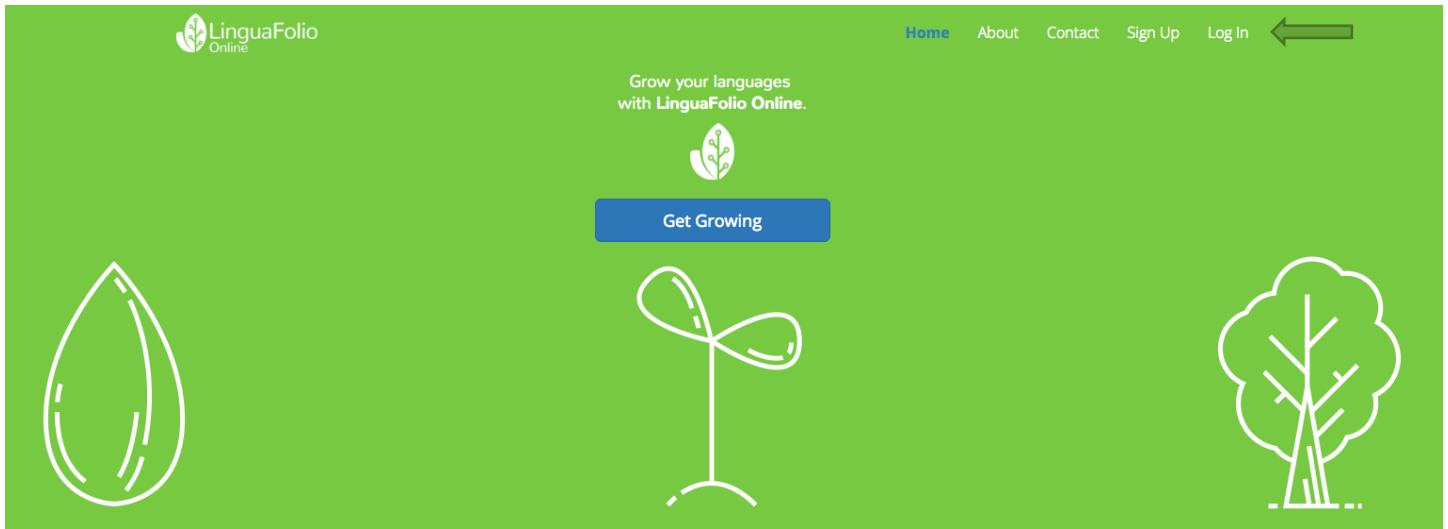 LinguaFolio
Online
Home About Contact Sign Up Log In
Grow your languages
with LinguaFolio Online.
Get Growing